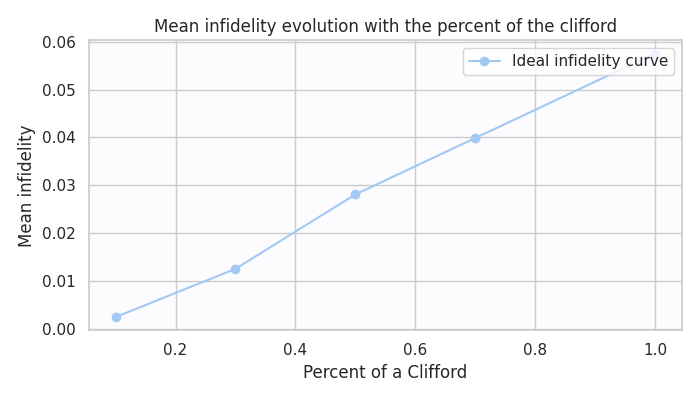 Mean infidelity evolution with the percent of the clifford
Ideal infidelity curve
Mean infidelity
0.06
0.05
0.04
0.03
0.02
0.01
0.00
0.2 0.4 0.6 0.8 1.0
Percent of a Clifford